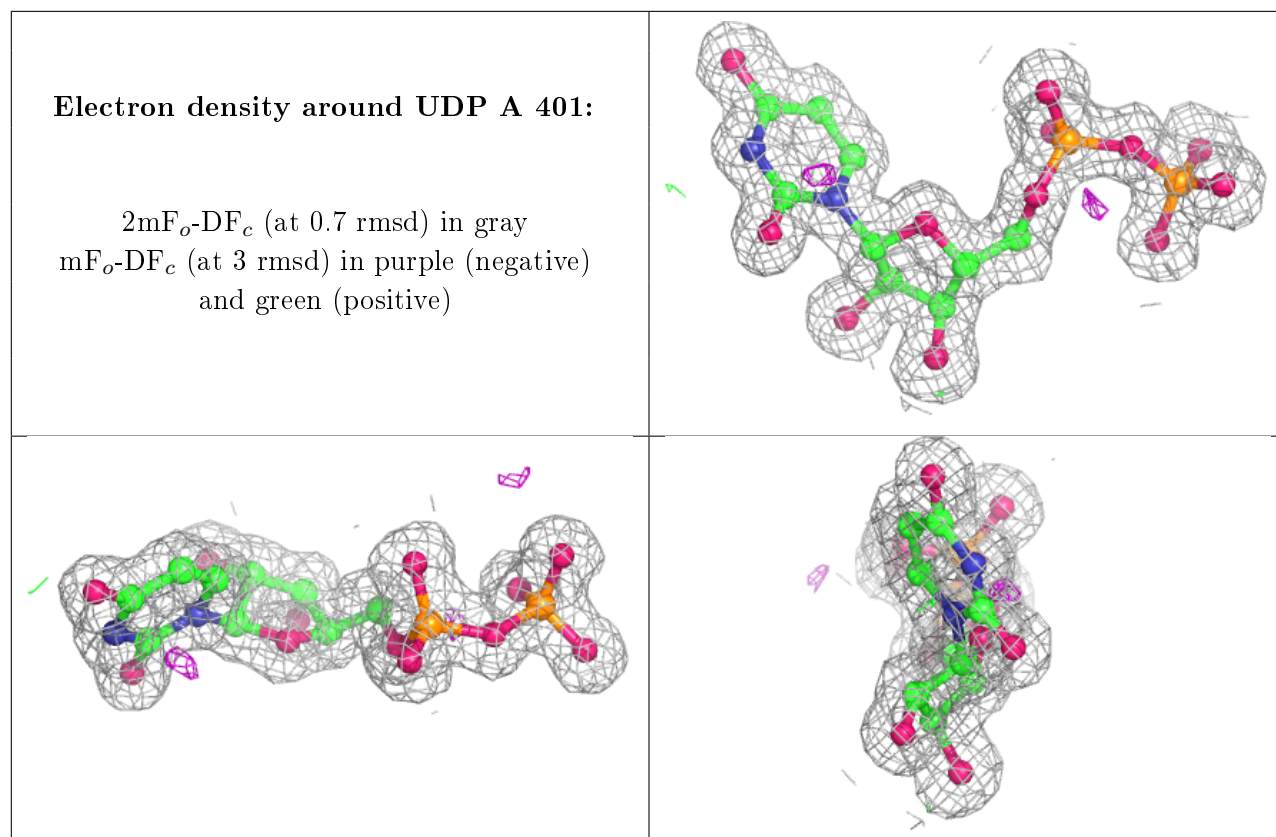 Electron density around UDP A 401:
2mFₒ-DF𝑐 (at 0.7 rmsd) in gray
mFₒ-DF𝑐 (at 3 rmsd) in purple (negative)
and green (positive)